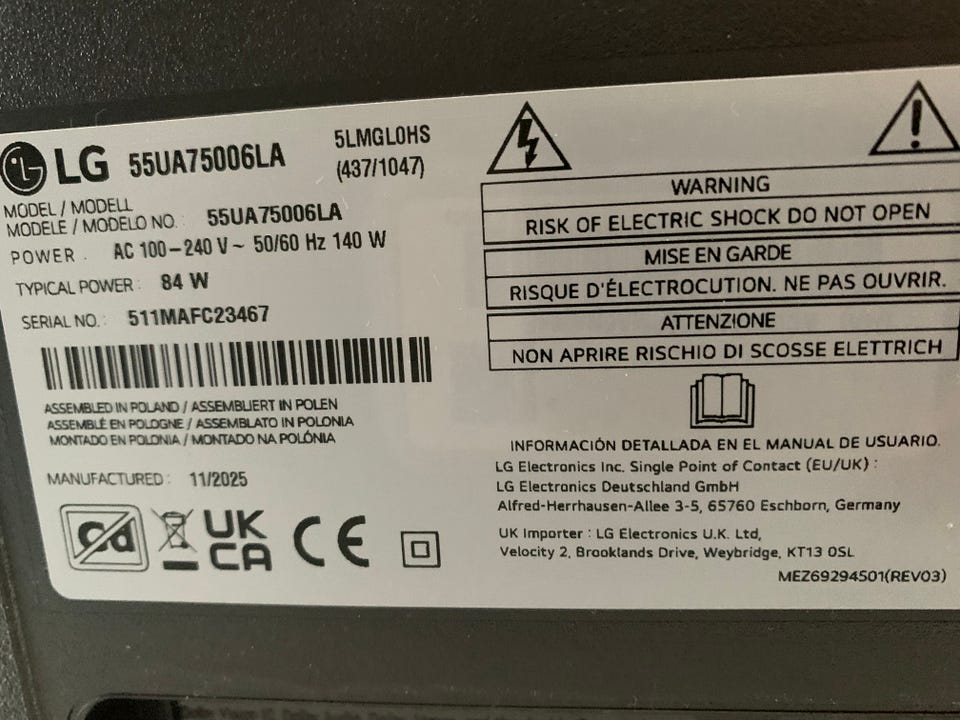 LG 55UA75006LA 5LMGL0HS
(437/1047)
MODEL / MODELL
MODELE / MODELO NO. 55UA75006LA
POWER : AC 100–240 V ~ 50/60 Hz 140 W
TYPICAL POWER : 84 W
SERIAL NO. : 511MAFC23467
ASSEMBLED IN POLAND / ASSEMBLIERT IN POLEN
ASSEMBLÉ EN POLOGNE / ASSEMBLATO IN POLONIA
MONTADO EN POLONIA / MONTADO NA POLÓNIA
MANUFACTURED : 11/2025
Cd
UK
CA
CE
WARNING
RISK OF ELECTRIC SHOCK DO NOT OPEN
MISE EN GARDE
RISQUE D'ÉLECTROCUTION. NE PAS OUVRIR.
ATTENZIONE
NON APRIRE RISCHIO DI SCOSSE ELETTRICH
INFORMACIÓN DETALLADA EN EL MANUAL DE USUARIO.
LG Electronics Inc. Single Point of Contact (EU/UK) :
LG Electronics Deutschland GmbH
Alfred-Herrhausen-Allee 3-5, 65760 Eschborn, Germany
UK Importer : LG Electronics U.K. Ltd,
Velocity 2, Brooklands Drive, Weybridge, KT13 0SL
MEZ69294501(REV03)